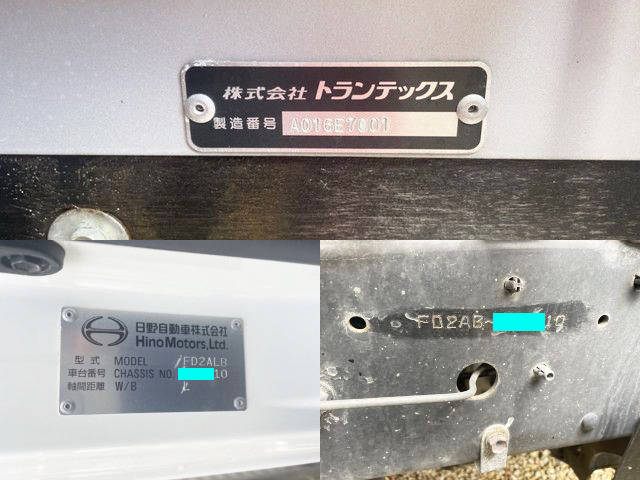 株式会社 トランテックス
製造番号 A016E7001
日野自動車株式会社
Hino Motors, Ltd.
型式 MODEL FD2ALB
車台番号 CHASSIS NO. 10
軸間距離 W/B L
FD2AB- 10